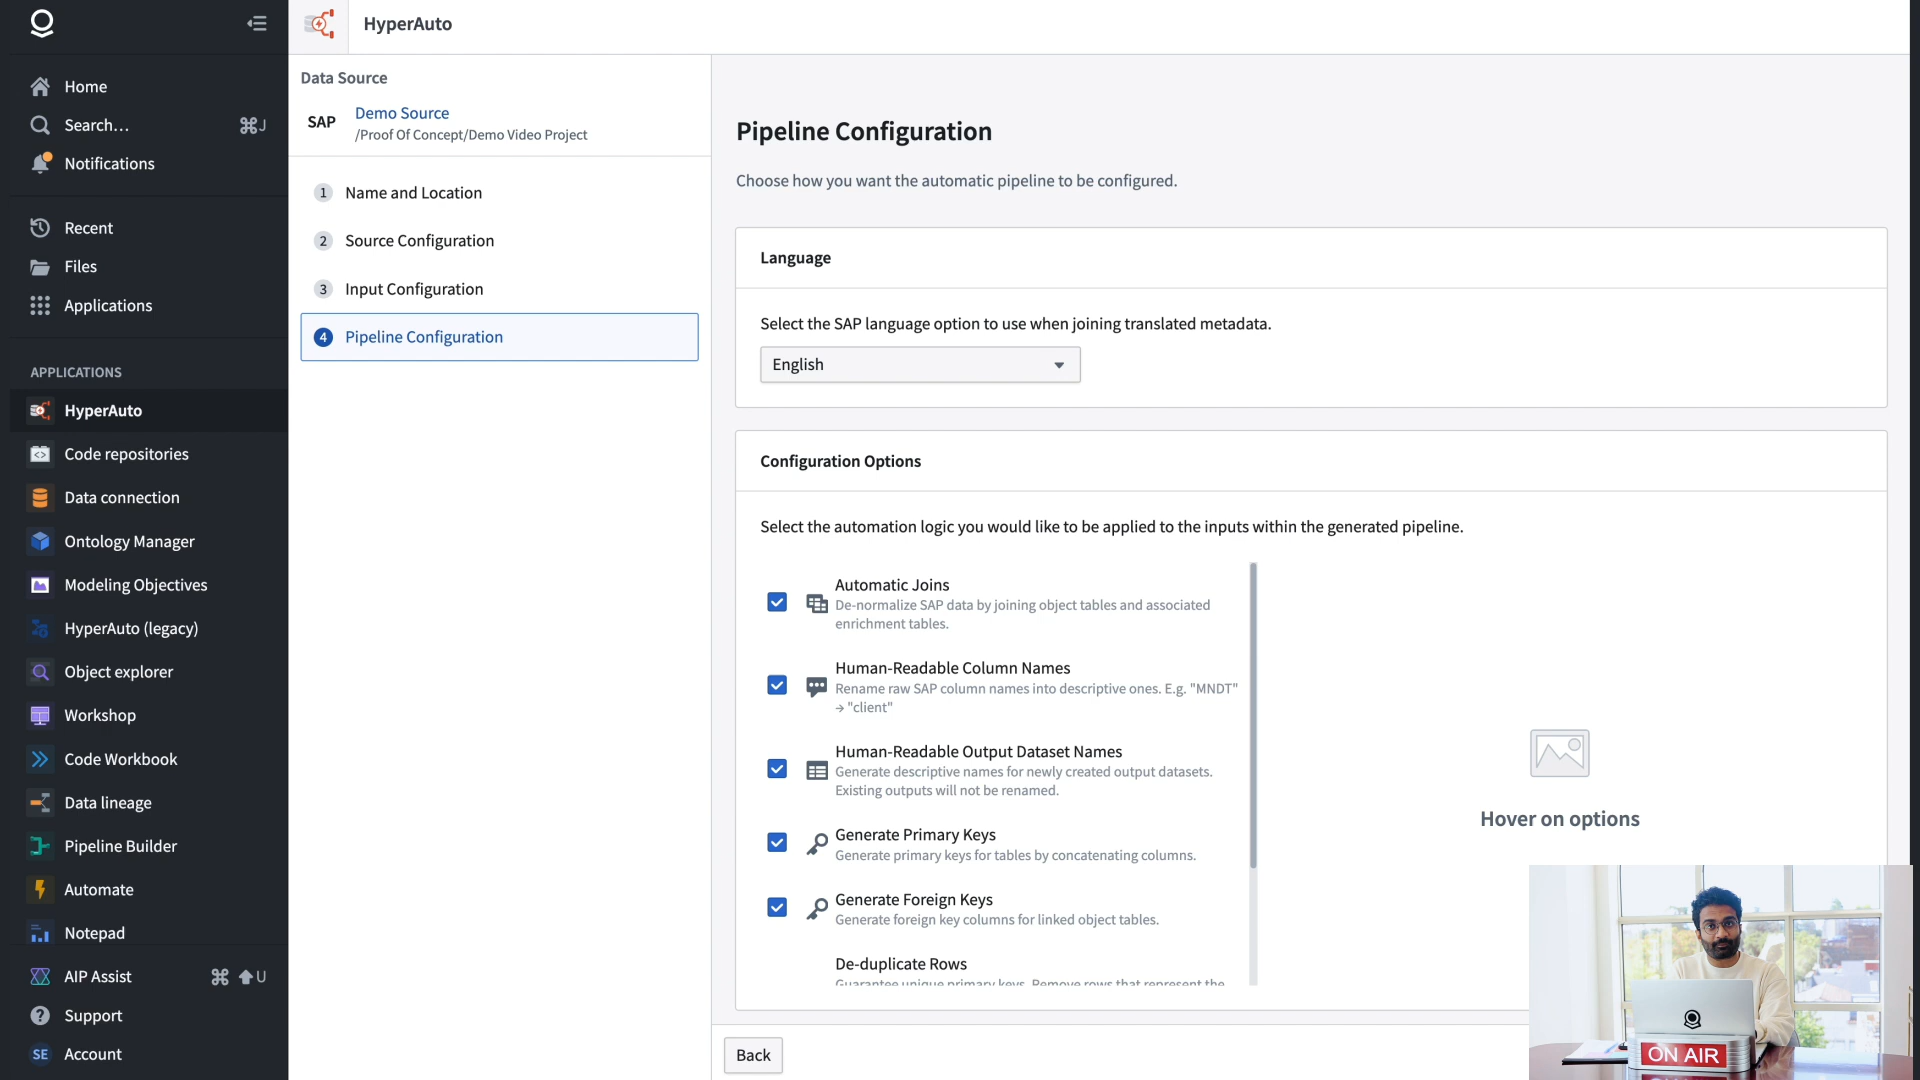 HyperAuto
Home
Search…
⌘J
Notifications
Recent
Files
Applications
APPLICATIONS
HyperAuto
Code repositories
Data connection
Ontology Manager
Modeling Objectives
HyperAuto (legacy)
Object explorer
Workshop
Code Workbook
Data lineage
Pipeline Builder
Automate
Notepad
AIP Assist
⌘ ⬆ U
Support
SE
Account
Data Source
SAP
Demo Source
/Proof Of Concept/Demo Video Project
1 Name and Location
2 Source Configuration
3 Input Configuration
4 Pipeline Configuration
Pipeline Configuration
Choose how you want the automatic pipeline to be configured.
Language
Select the SAP language option to use when joining translated metadata.
English
Configuration Options
Select the automation logic you would like to be applied to the inputs within the generated pipeline.
Automatic Joins
De-normalize SAP data by joining object tables and associated
enrichment tables.
Human-Readable Column Names
Rename raw SAP column names into descriptive ones. E.g. "MNDT"
→ "client"
Human-Readable Output Dataset Names
Generate descriptive names for newly created output datasets.
Existing outputs will not be renamed.
Generate Primary Keys
Generate primary keys for tables by concatenating columns.
Generate Foreign Keys
Generate foreign key columns for linked object tables.
De-duplicate Rows
Guarantee unique primary keys. Remove rows that represent the
Hover on options
Back
ON AIR